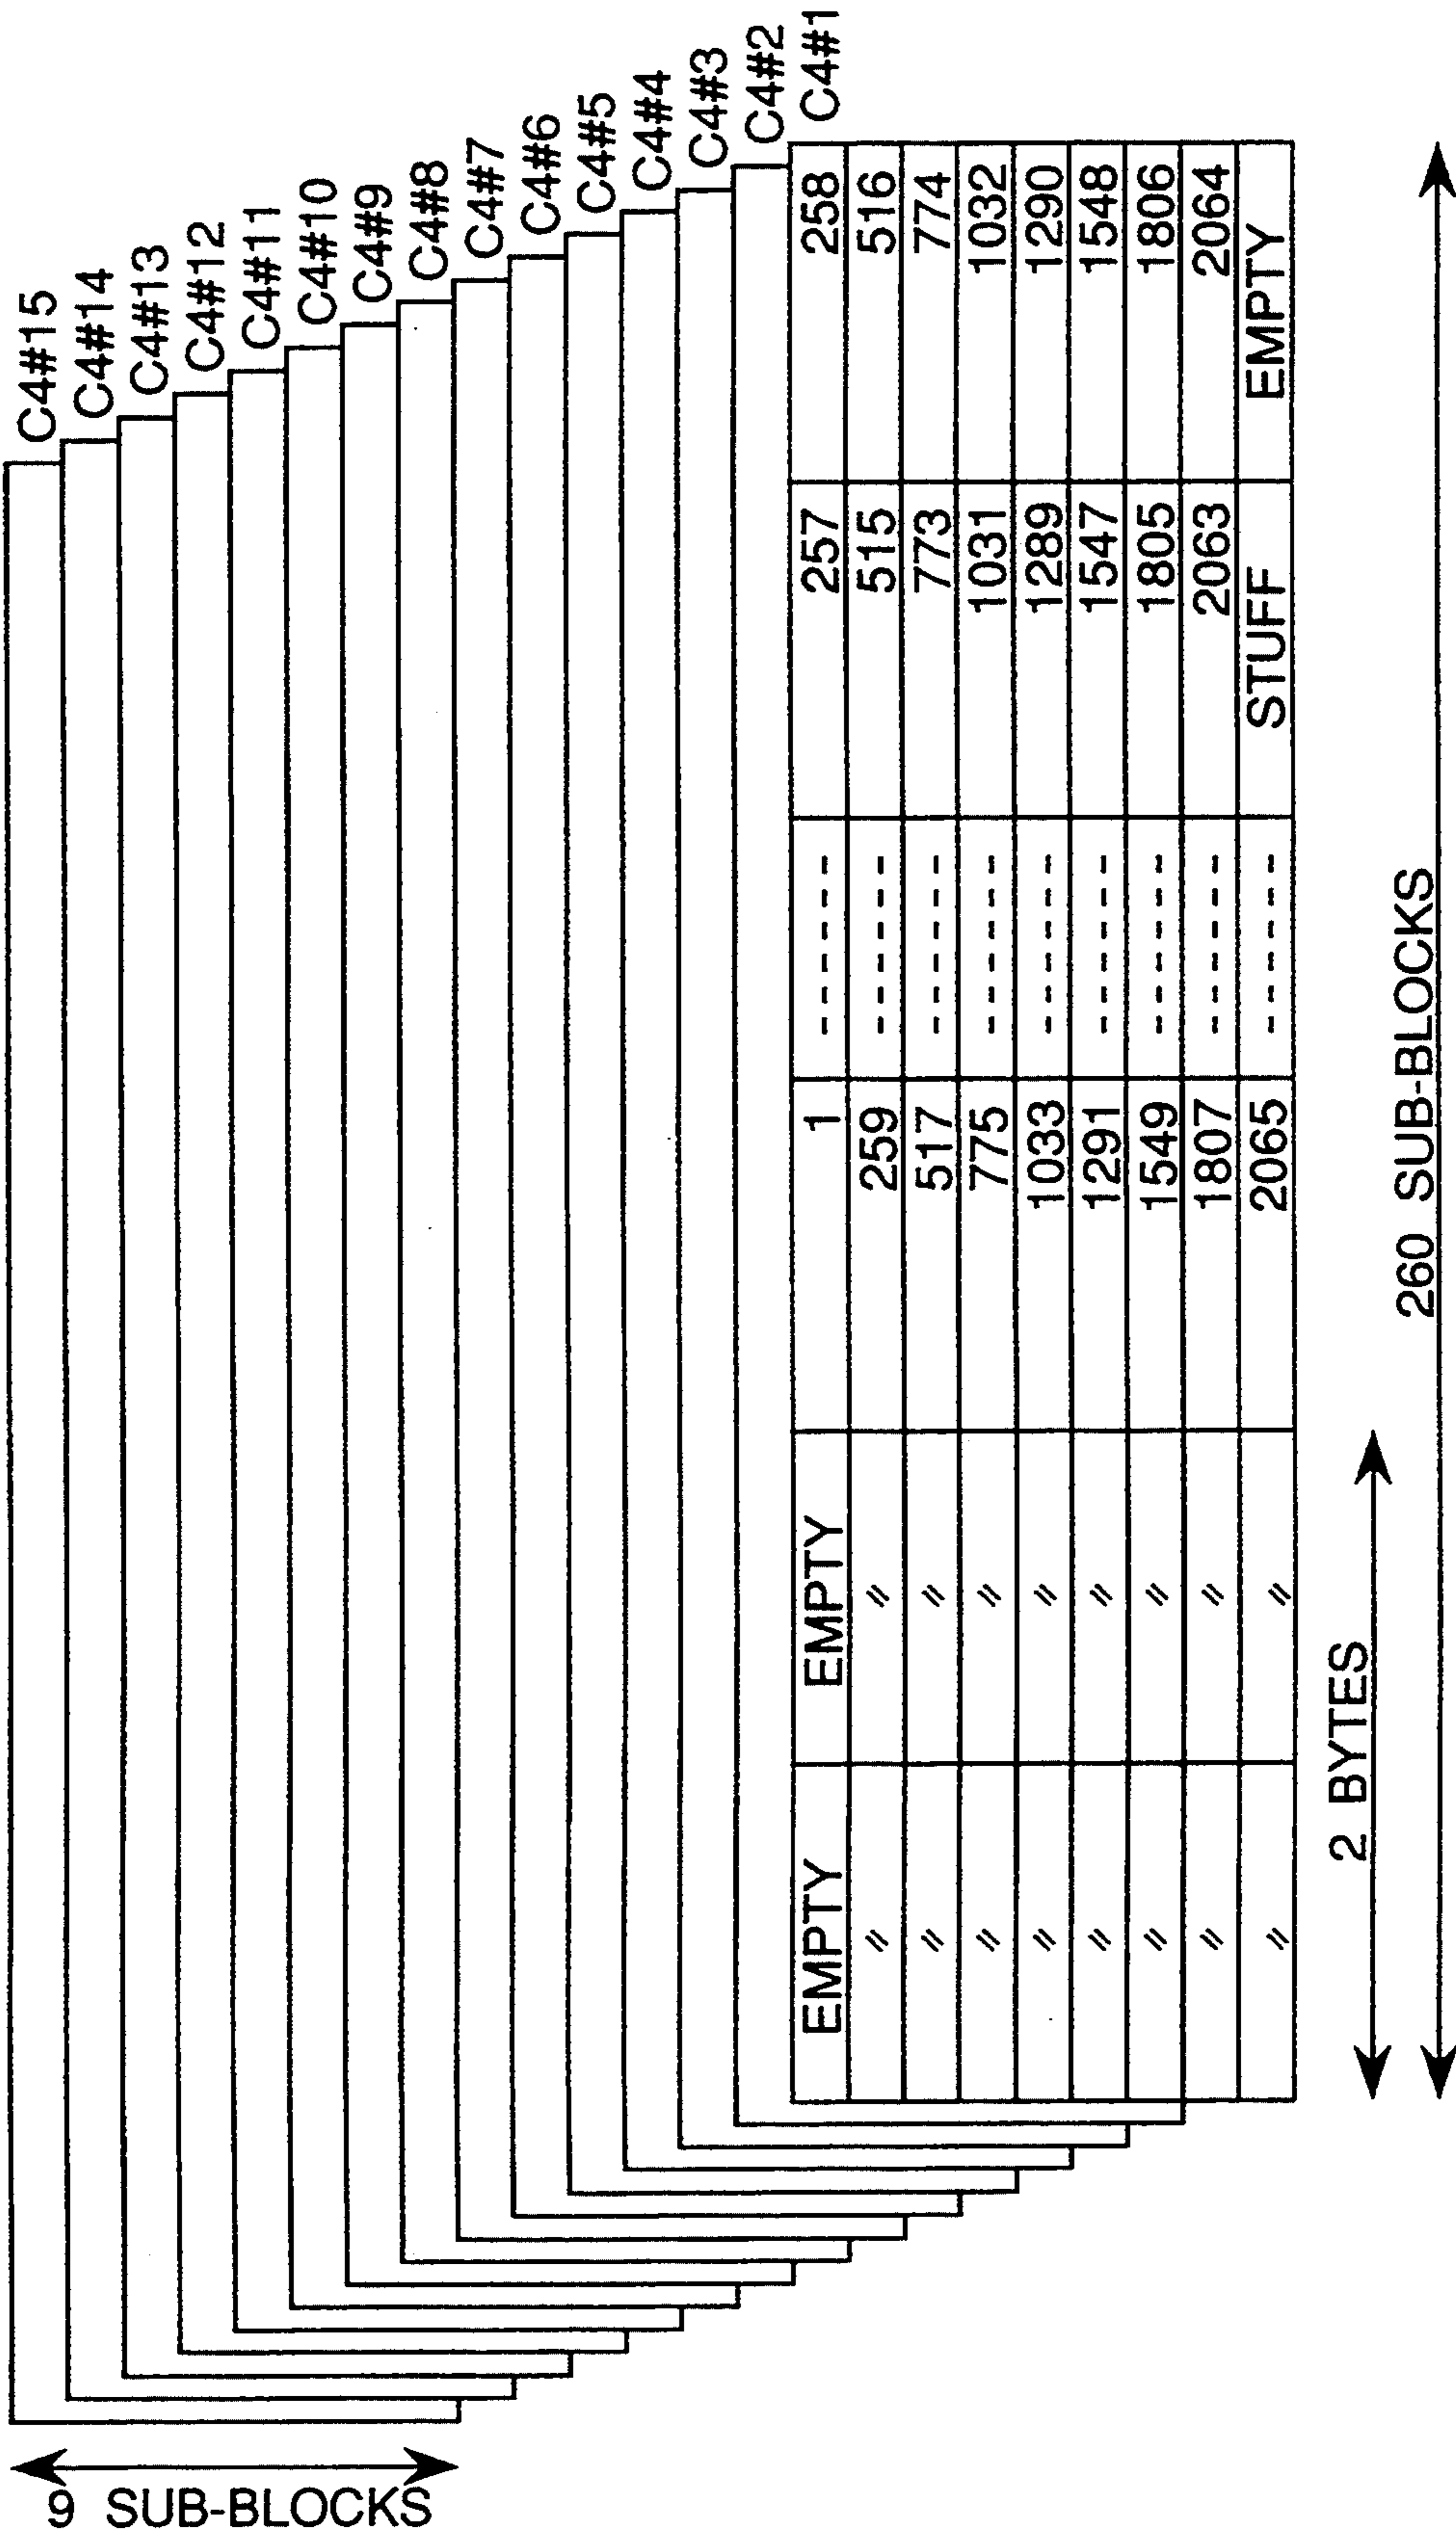 C4#15
C4#14
C4#13
C4#12
C4#11
C4#10
C4#9
C4#8
C4#7
C4#6
C4#5
C4#4
C4#3
C4#2
C4#1
9 SUB-BLOCKS
EMPTY EMPTY 1 ------ 257 258
〃 〃 259 ------ 515 516
〃 〃 517 ------ 773 774
〃 〃 775 ------ 1031 1032
〃 〃 1033 ------ 1289 1290
〃 〃 1291 ------ 1547 1548
〃 〃 1549 ------ 1805 1806
〃 〃 1807 ------ 2063 2064
〃 〃 2065 ------ STUFF EMPTY
2 BYTES
260 SUB-BLOCKS